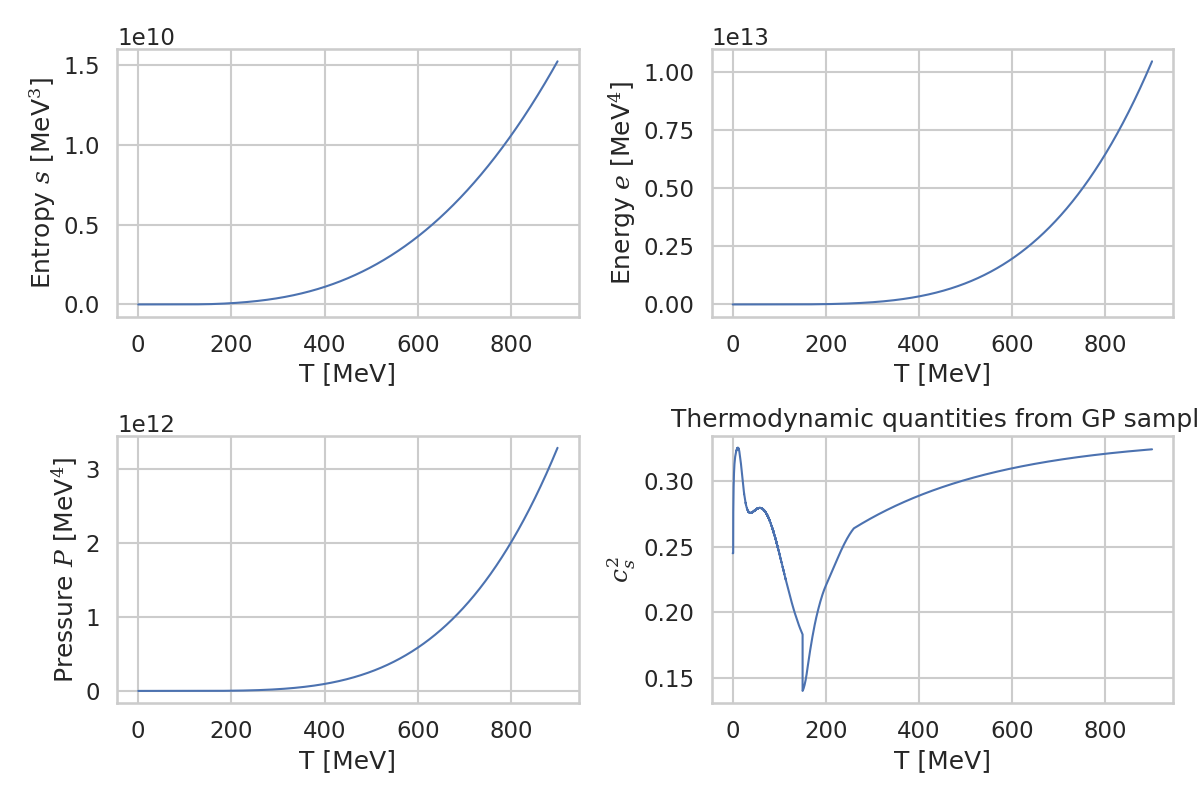 1e10
1.5
1.0
0.5
0.0
Entropy s [MeV³]
0 200 400 600 800
T [MeV]
1e13
1.00
0.75
0.50
0.25
0.00
Energy e [MeV⁴]
0 200 400 600 800
T [MeV]
1e12
3
2
1
0
Pressure P [MeV⁴]
0 200 400 600 800
T [MeV]
Thermodynamic quantities from GP sampl
0.30
0.25
0.20
0.15
c_s^2
0 200 400 600 800
T [MeV]